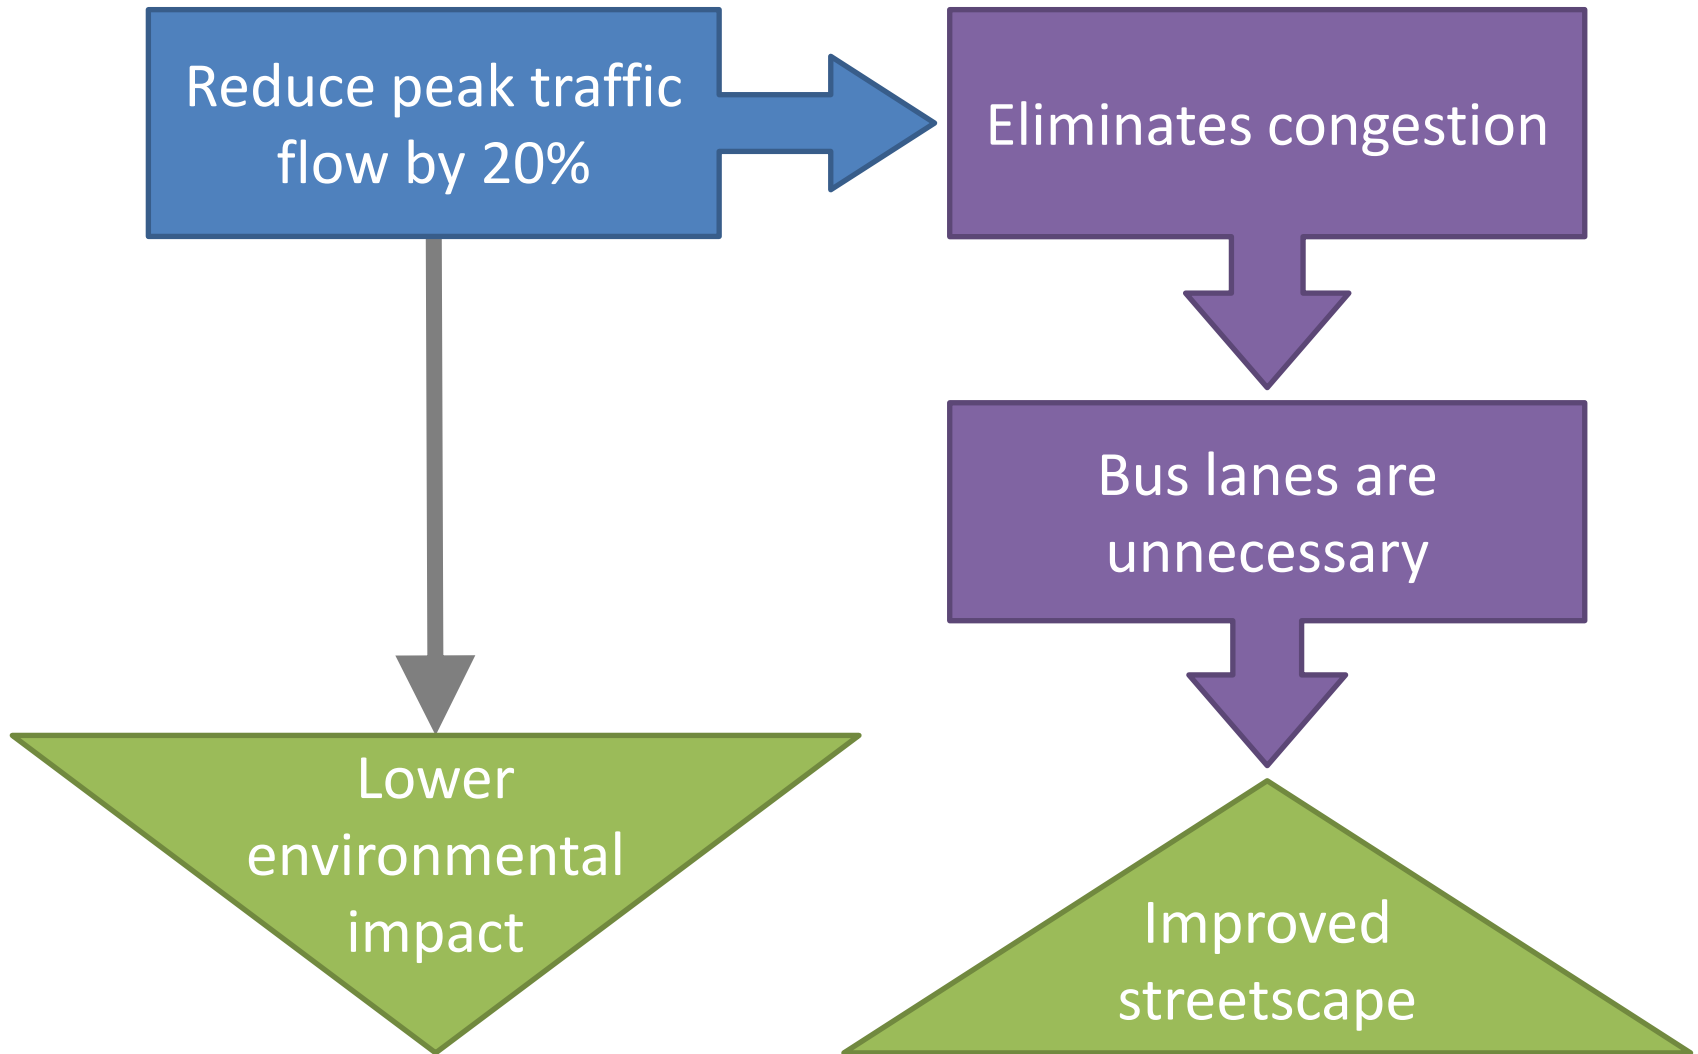 Reduce peak traffic
flow by 20%
Eliminates congestion
Bus lanes are
unnecessary
Lower
environmental
impact
Improved
streetscape